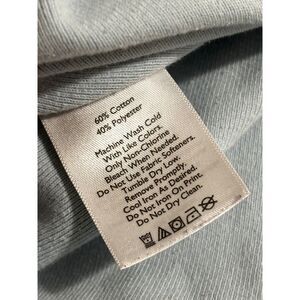 60% Cotton
40% Polyester
Machine Wash Cold
With Like Colors.
Only Non-Chlorine
Bleach When Needed.
Do Not Use Fabric Softeners.
Tumble Dry Low.
Remove Promptly.
Cool Iron As Desired.
Do Not Iron On Print.
Do Not Dry Clean.